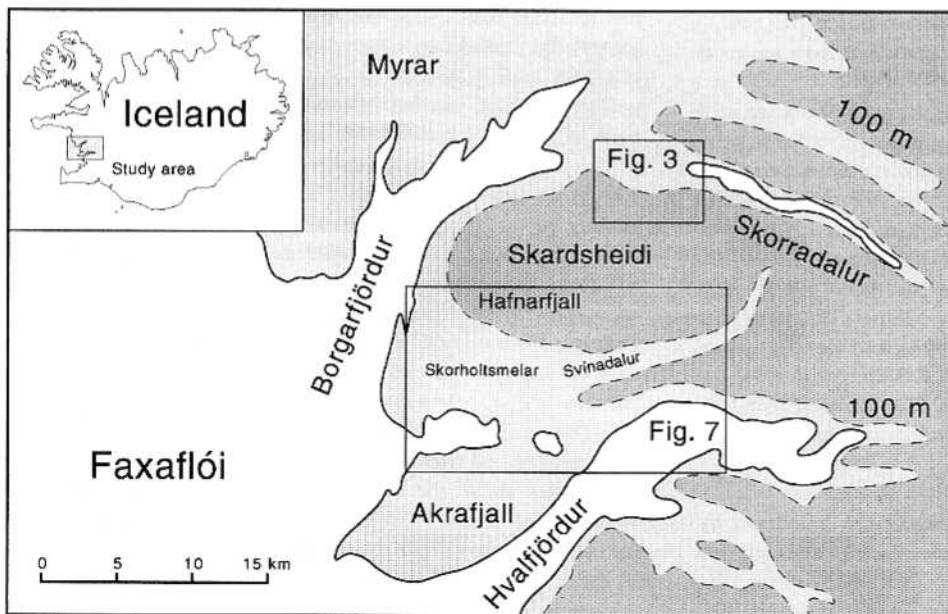 Iceland
Study area
Myrar
100 m
Fig. 3
Skorradalur
Skardsheidi
Hafnarfjall
Borgarfjördur
Skorholtsmelar
Svínadalur
100 m
Fig. 7
Faxaflói
Akrafjall
Hvalfjördur
0 5 10 15 km